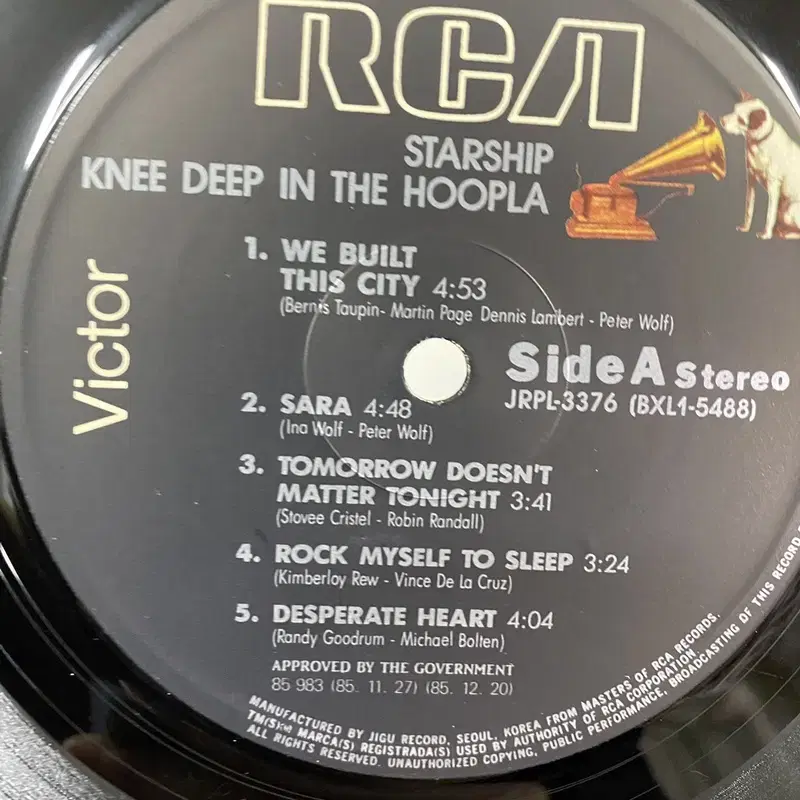 RCA
STARSHIP
KNEE DEEP IN THE HOOPLA
Victor
1. WE BUILT
THIS CITY 4:53
(Bernis Taupin- Martin Page Dennis Lambert - Peter Wolf)
Side A Stereo
JRPL-3376 (BXL1-5488)
2. SARA 4:48
(Ina Wolf - Peter Wolf)
3. TOMORROW DOESN'T
MATTER TONIGHT 3:41
(Stovee Cristel - Robin Randall)
4. ROCK MYSELF TO SLEEP 3:24
(Kimberloy Rew - Vince De La Cruz)
5. DESPERATE HEART 4:04
(Randy Goodrum - Michael Bolten)
APPROVED BY THE GOVERNMENT
85 983 (85. 11. 27) (85. 12. 20)
MANUFACTURED BY JIGU RECORD, SEOUL, KOREA FROM MASTERS OF RCA RECORDS.
TM(S)® MARCA(S) REGISTRADA(S) USED BY AUTHORITY OF RCA CORPORATION
ALL RIGHTS RESERVED. UNAUTHORIZED COPYING, PUBLIC PERFORMANCE, BROADCASTING OF THIS RECORD